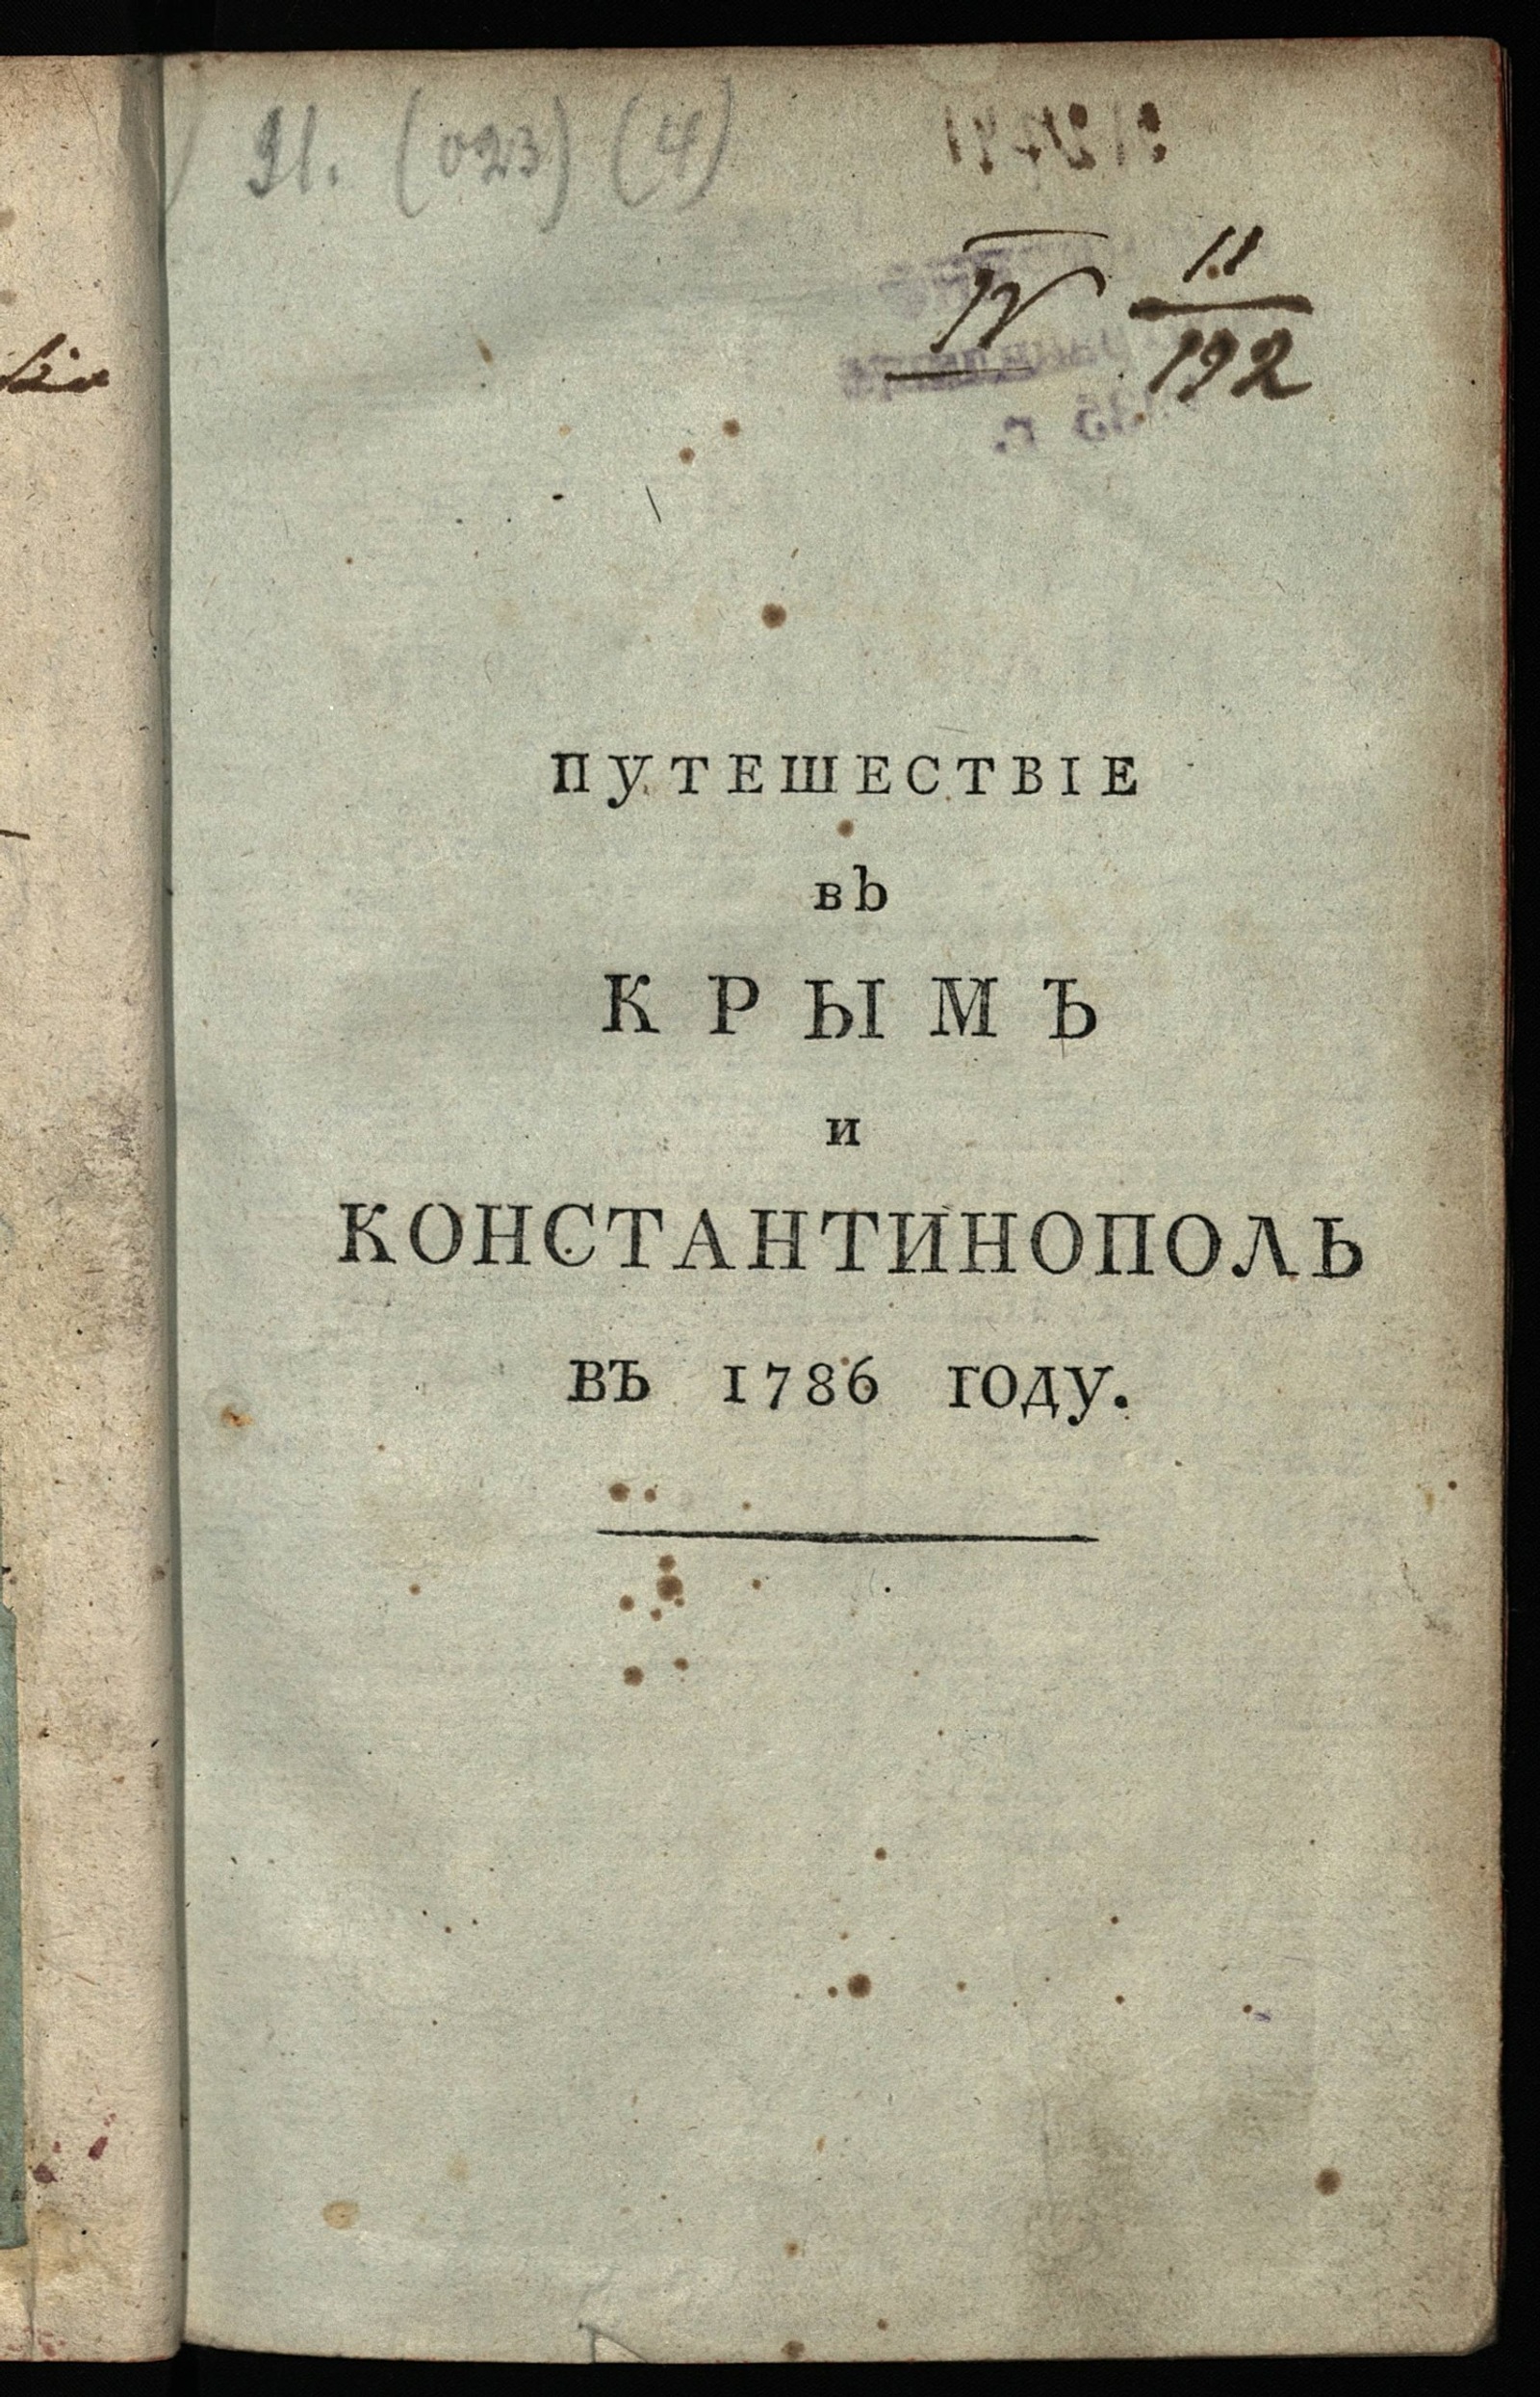 91. (023) (4)
IV 11
192
ПУТЕШЕСТВІЕ
въ
КРЫМЪ
и
КОНСТАНТИНОПОЛЬ
въ 1786 году.